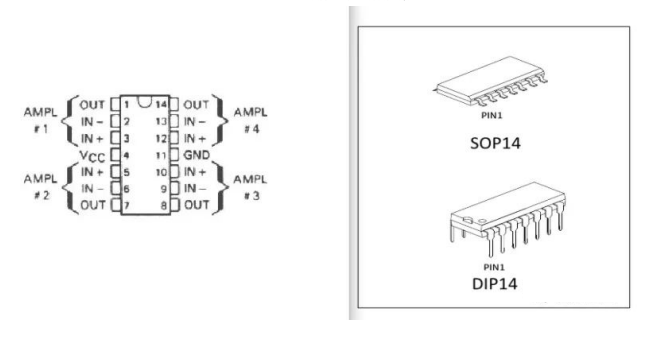 OUT 1 14 OUT
AMPL IN - 2 13 IN - AMPL
#1 IN + 3 12 IN + #4
VCC 4 11 GND
IN + 5 10 IN +
AMPL IN - 6 9 IN - AMPL
#2 OUT 7 8 OUT #3
PIN1
SOP14
PIN1
DIP14